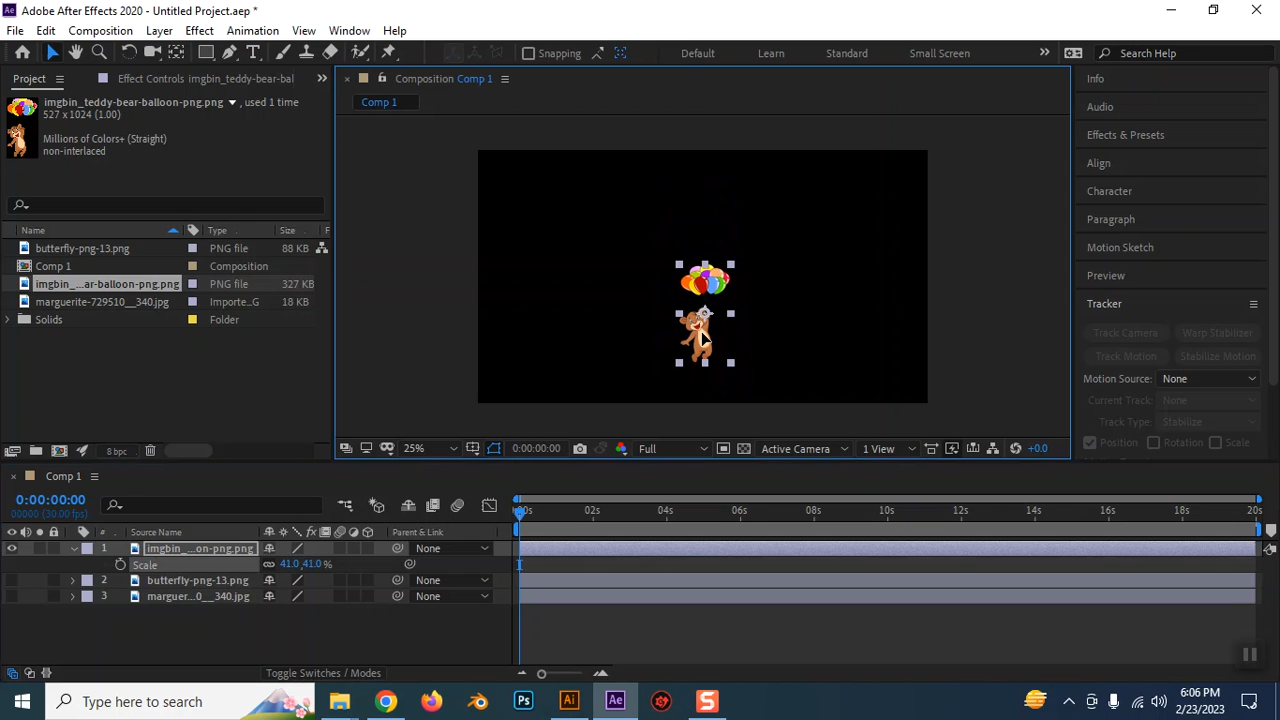 Ae Adobe After Effects 2020 - Untitled Project.aep *
File Edit Composition Layer Effect Animation View Window Help
Snapping Default Learn Standard Small Screen Search Help
Project Effect Controls imgbin_teddy-bear-bal
imgbin_teddy-bear-balloon-png.png , used 1 time
527 x 1024 (1.00)
Millions of Colors+ (Straight)
non-interlaced
Name Type Size F
butterfly-png-13.png PNG file 88 KB
Comp 1 Composition
imgbin_...ar-balloon-png.png PNG file 327 KB
marguerite-729510__340.jpg Importe..G 18 KB
Solids Folder
8 bpc
Composition Comp 1
Comp 1
25% 0:00:00:00 Full Active Camera 1 View +0.0
Info
Audio
Effects & Presets
Align
Character
Paragraph
Motion Sketch
Preview
Tracker
Track Camera Warp Stabilizer
Track Motion Stabilize Motion
Motion Source: None
Current Track: None
Track Type: Stabilize
Position Rotation Scale
Comp 1
0:00:00:00
00000 (30.00 fps)
# Source Name fx Parent & Link
1 imgbin_...on-png.png None
Scale 41.0,41.0 %
2 butterfly-png-13.png None
3 marguer...0__340.jpg None
:00s 02s 04s 06s 08s 10s 12s 14s 16s 18s 20s
Toggle Switches / Modes
Type here to search
Ps Ai Ae S
6:06 PM
2/23/2023